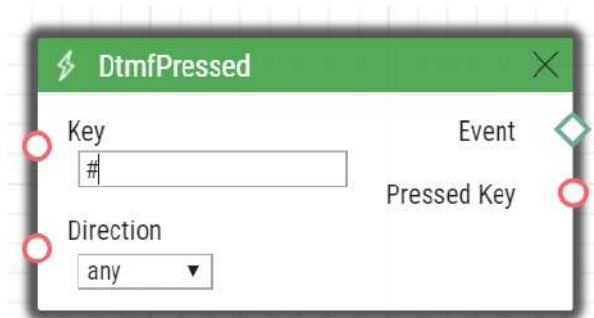 DtmfPressed
Key
#
Event
Pressed Key
Direction
any